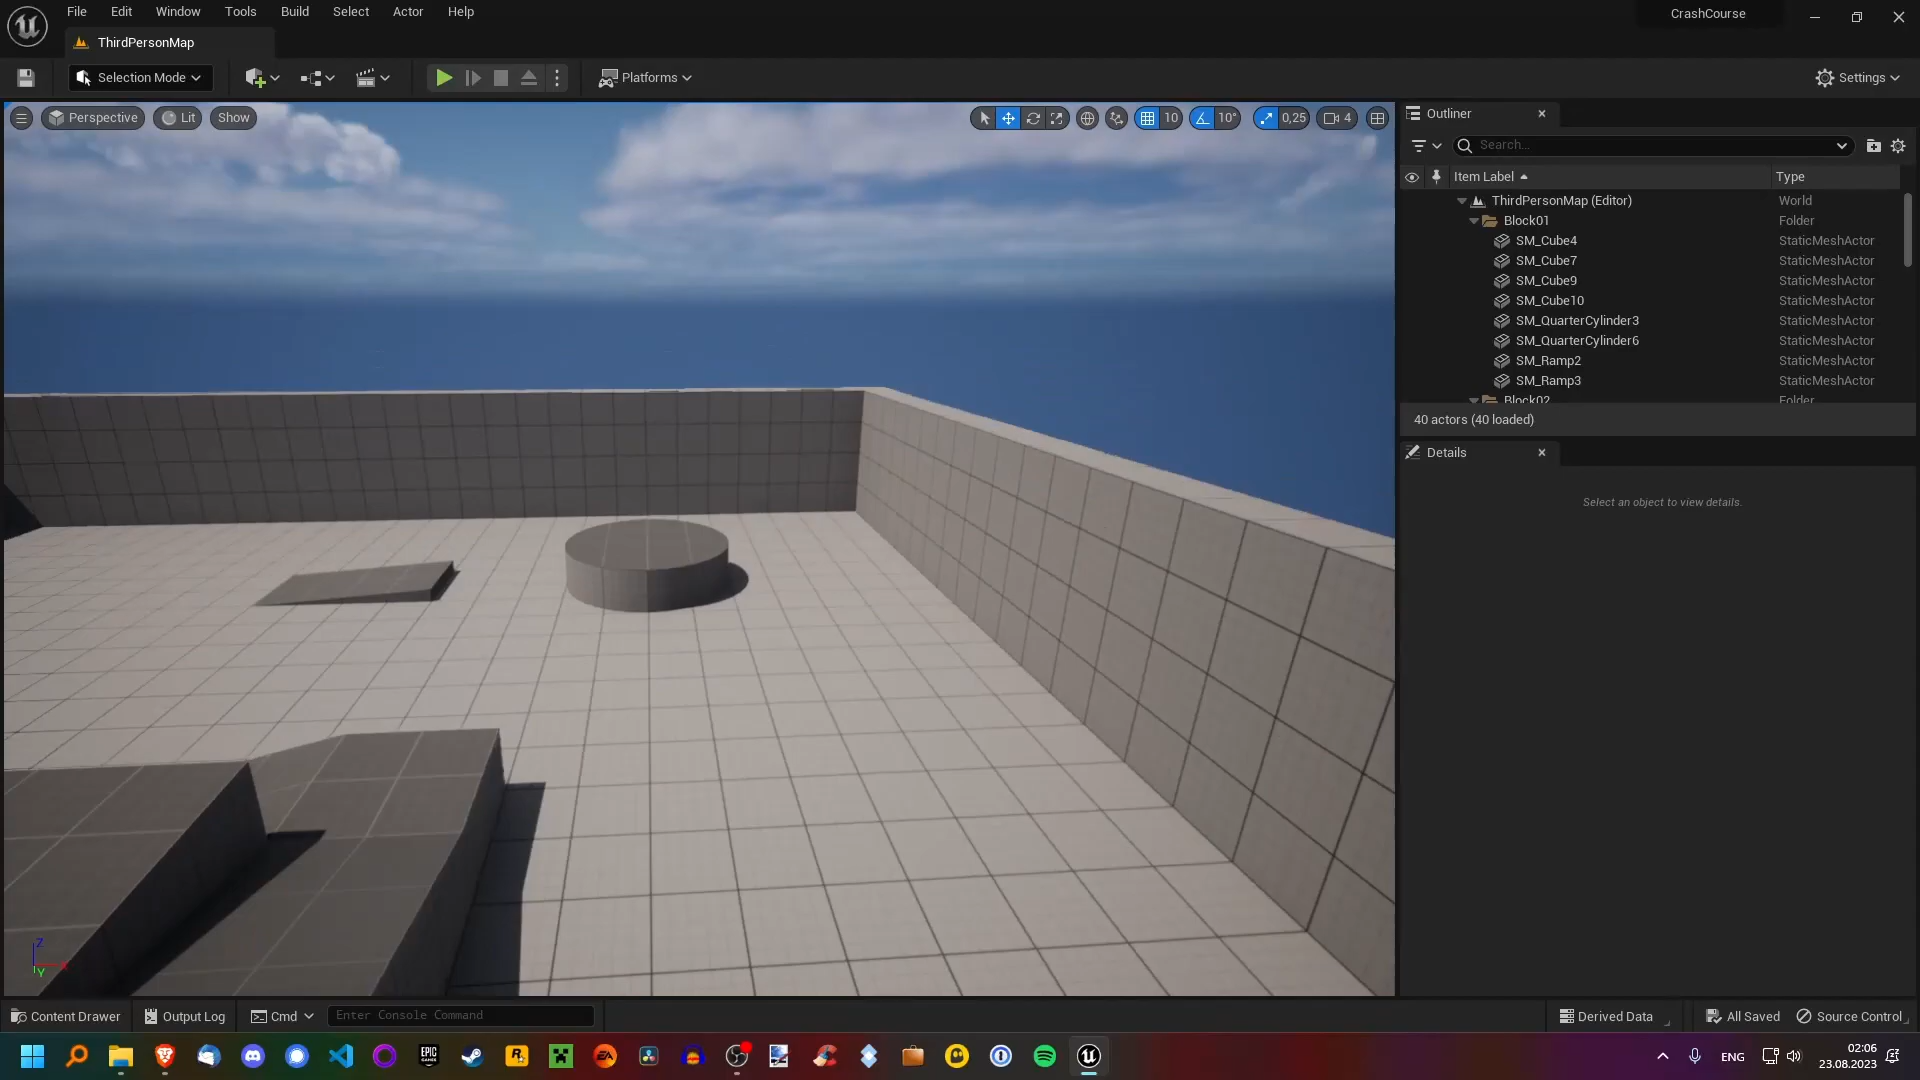 File Edit Window Tools Build Select Actor Help
CrashCourse
ThirdPersonMap
Selection Mode
Platforms
Settings
Perspective Lit Show
10 10° 0,25 4
Outliner
Search...
Item Label Type
ThirdPersonMap (Editor) World
Block01 Folder
SM_Cube4 StaticMeshActor
SM_Cube7 StaticMeshActor
SM_Cube9 StaticMeshActor
SM_Cube10 StaticMeshActor
SM_QuarterCylinder3 StaticMeshActor
SM_QuarterCylinder6 StaticMeshActor
SM_Ramp2 StaticMeshActor
SM_Ramp3 StaticMeshActor
Block02 Folder
40 actors (40 loaded)
Details
Select an object to view details.
Z
X
Y
Content Drawer Output Log Cmd Enter Console Command
Derived Data All Saved Source Control
EPIC GAMES
R
EA
ENG
02:06
23.08.2023